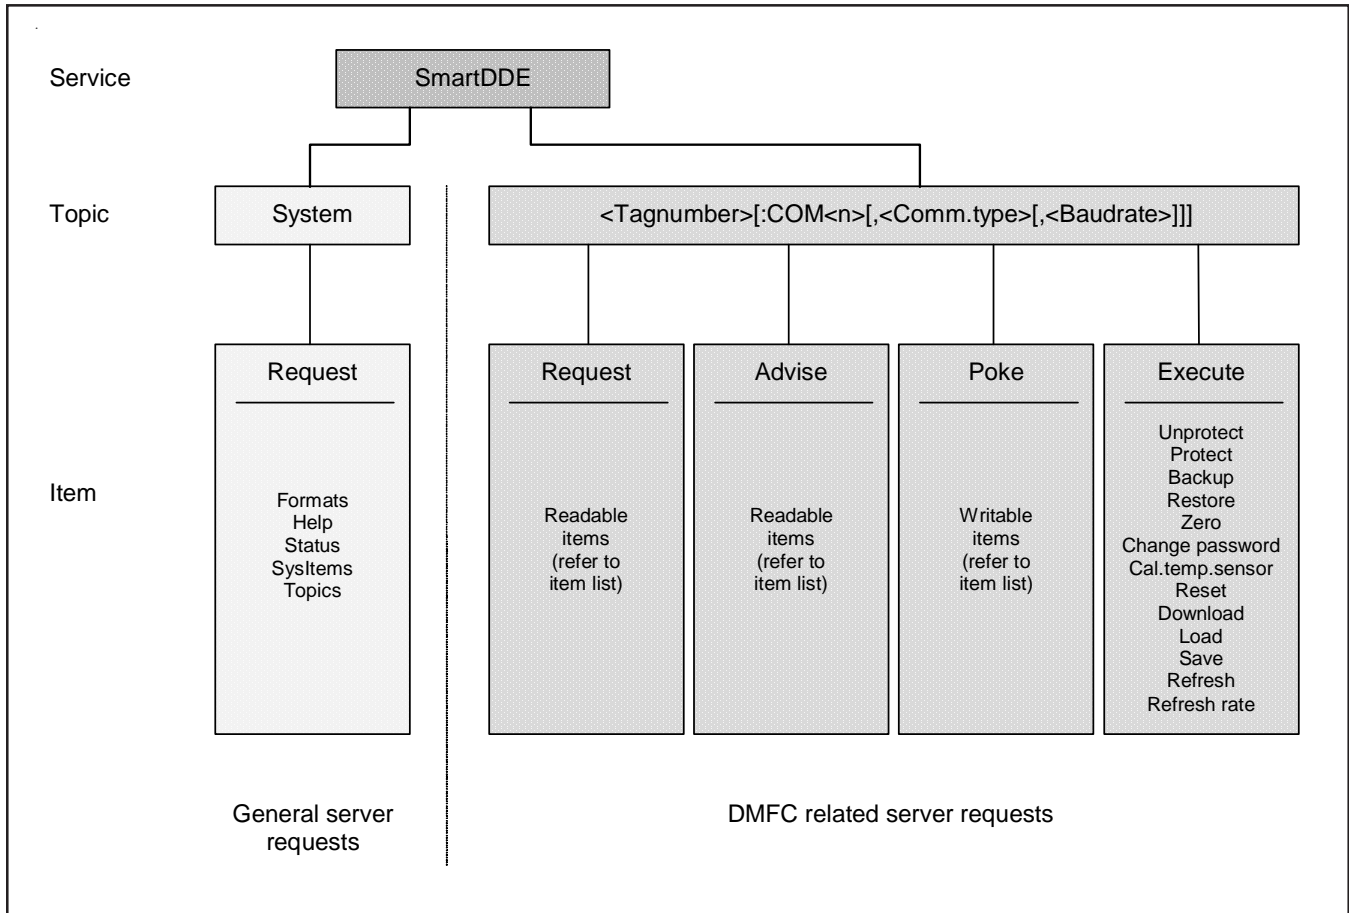 Service
SmartDDE
Topic
System
<Tagnumber>[:COM<n>[,<Comm.type>[,<Baudrate>]]]
Item
Request
Formats
Help
Status
SysItems
Topics
Request
Readable
items
(refer to
item list)
Advise
Readable
items
(refer to
item list)
Poke
Writable
items
(refer to
item list)
Execute
Unprotect
Protect
Backup
Restore
Zero
Change password
Cal.temp.sensor
Reset
Download
Load
Save
Refresh
Refresh rate
General server
requests
DMFC related server requests